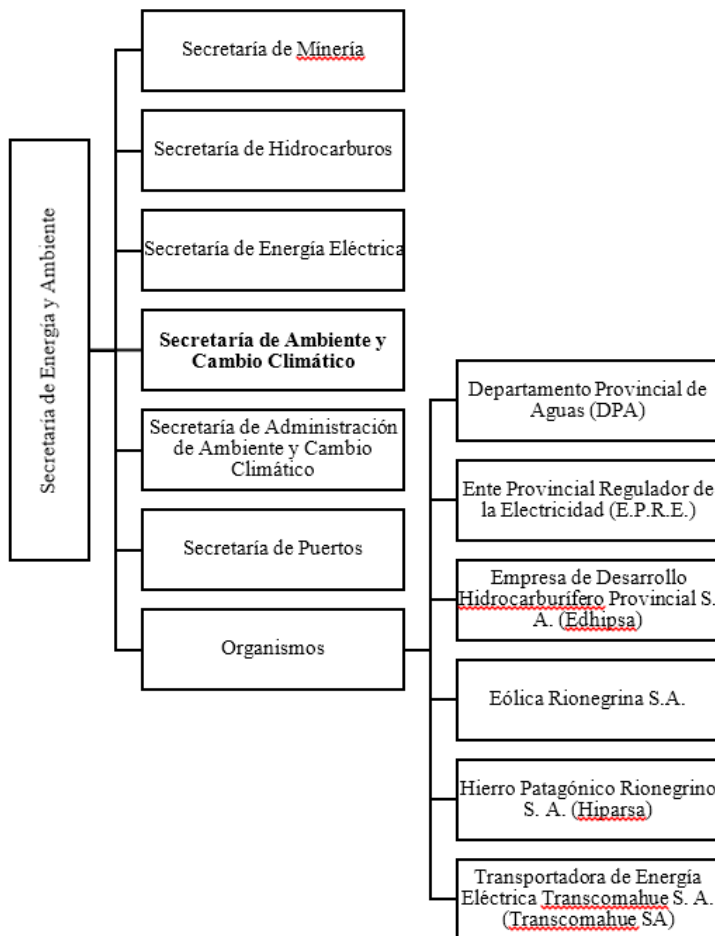 Secretaría de Energía y Ambiente
Secretaría de Minería
Secretaría de Hidrocarburos
Secretaría de Energía Eléctrica
Secretaría de Ambiente y
Cambio Climático
Secretaría de Administración
de Ambiente y Cambio
Climático
Secretaría de Puertos
Organismos
Departamento Provincial de
Aguas (DPA)
Ente Provincial Regulador de
la Electricidad (E.P.R.E.)
Empresa de Desarrollo
Hidrocarburífero Provincial S.
A. (Edhipsa)
Eólica Rionegrina S.A.
Hierro Patagónico Rionegrino
S. A. (Hiparsa)
Transportadora de Energía
Eléctrica Transcomahue S. A.
(Transcomahue SA)